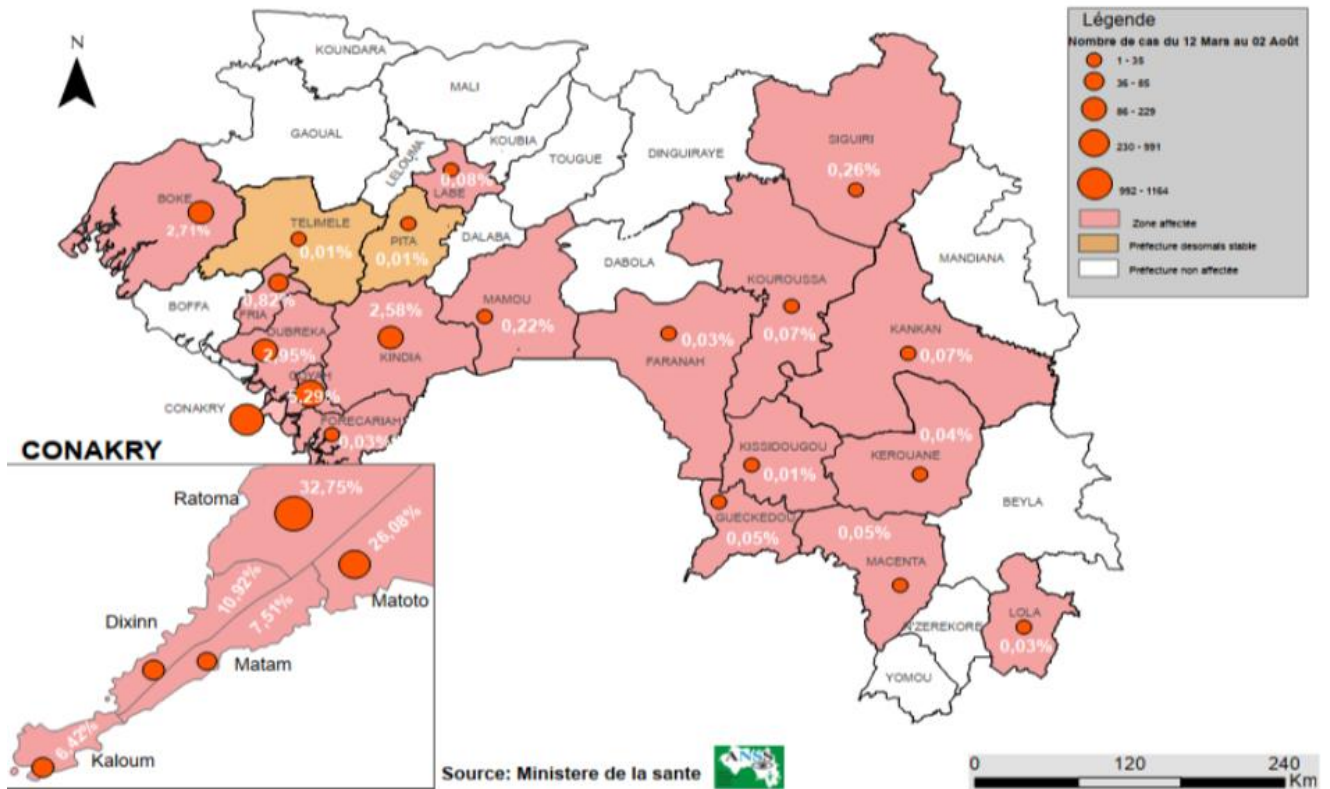 N
Légende
Nombre de cas du 12 Mars au 02 Août
1 - 35
36 - 85
86 - 229
230 - 991
992 - 1164
Zone affectée
Préfecture desornais stable
Préfecture non affectée
KOUNDARA
MALI
GAOUAL
KOUBIA
LELOUMA
TOUGUE
DINGUIRAYE
SIGUIRI
0,26%
0,08%
LABE
BOKE
2,71%
TELIMELE
0,01%
PITA
0,01%
DALABA
DABOLA
MANDIANA
BOFFA
0,82%
FRIA
2,58%
KINDIA
MAMOU
0,22%
KOUROUSSA
0,07%
KANKAN
0,07%
DUBREKA
2,95%
FARANAH
0,03%
COYAH
5,29%
CONAKRY
FORECARIAH
0,03%
KISSIDOUGOU
0,01%
0,04%
KEROUANE
BEYLA
GUECKEDOU
0,05%
0,05%
MACENTA
LOLA
0,03%
N'ZEREKORE
YOMOU
CONAKRY
Ratoma
32,75%
26,08%
Matoto
10,92%
7,51%
Dixinn
Matam
6,42%
Kaloum
Source: Ministere de la sante
ANSS
0 120 240
Km